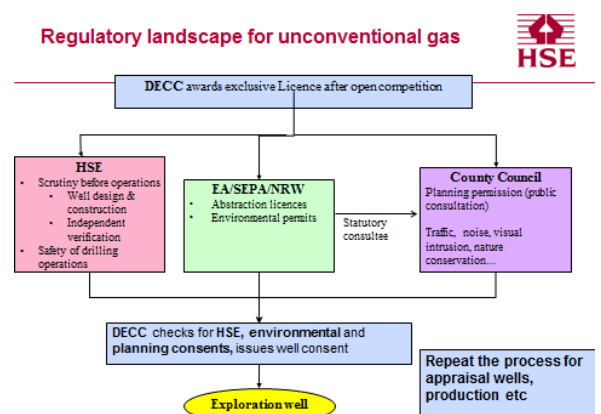 Regulatory landscape for unconventional gas
HSE
DECC awards exclusive Licence after open competition
HSE
• Scrutiny before operations
• Well design &
construction
• Independent
verification
• Safety of drilling
operations
EA/SEPA/NRW
• Abstraction licences
• Environmental permits
Statutory
consultee
County Council
Planning permission (public
consultation)
Traffic, noise, visual
intrusion, nature
conservation…
DECC checks for HSE, environmental and
planning consents, issues well consent
Exploration well
Repeat the process for
appraisal wells,
production etc